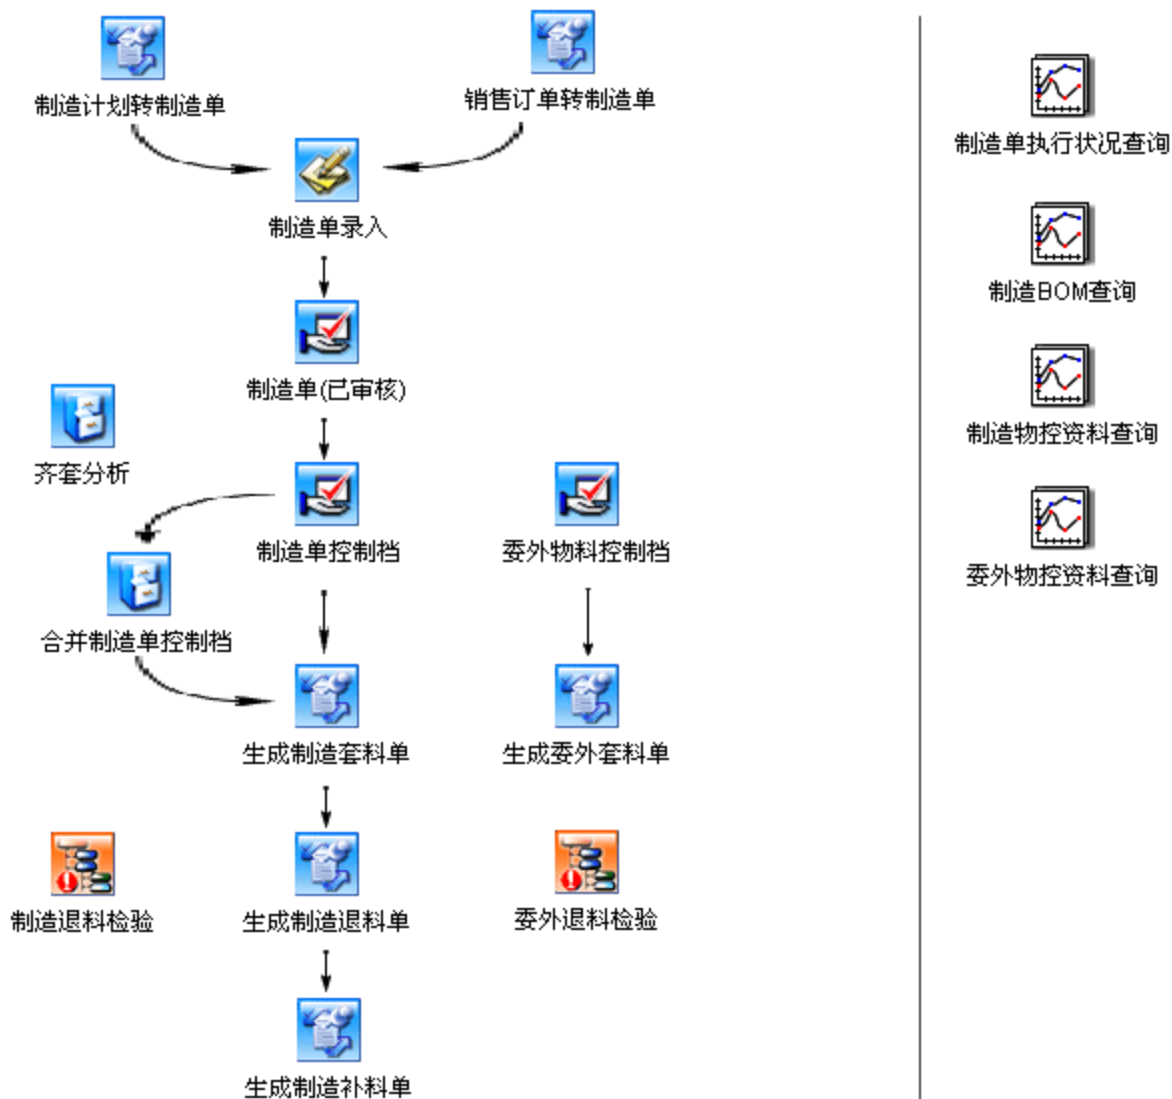 制造计划转制造单
销售订单转制造单
制造单录入
制造单(已审核)
齐套分析
制造单控制档
委外物料控制档
合并制造单控制档
生成制造套料单
生成委外套料单
制造退料检验
生成制造退料单
委外退料检验
生成制造补料单
制造单执行状况查询
制造BOM查询
制造物控资料查询
委外物控资料查询